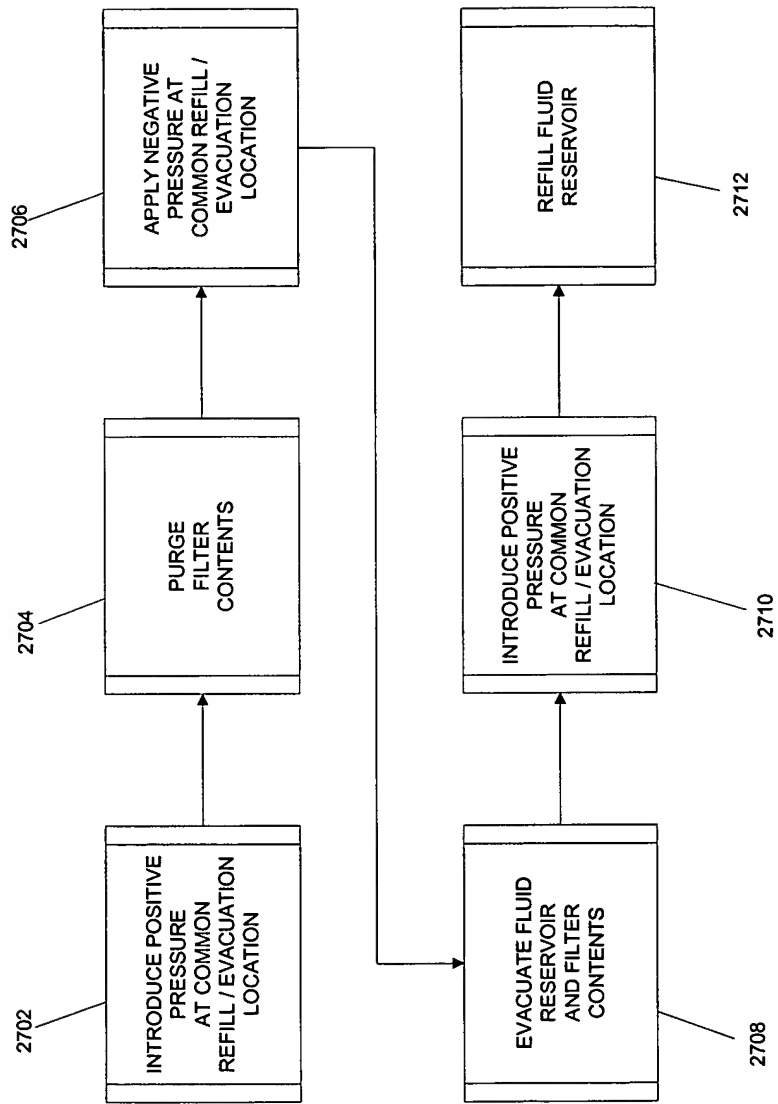 2702
INTRODUCE POSITIVE
PRESSURE
AT COMMON
REFILL / EVACUATION
LOCATION
2704
PURGE
FILTER
CONTENTS
2706
APPLY NEGATIVE
PRESSURE AT
COMMON REFILL /
EVACUATION
LOCATION
EVACUATE FLUID
RESERVOIR
AND FILTER
CONTENTS
2708
INTRODUCE POSITIVE
PRESSURE
AT COMMON
REFILL / EVACUATION
LOCATION
2710
REFILL FLUID
RESERVOIR
2712